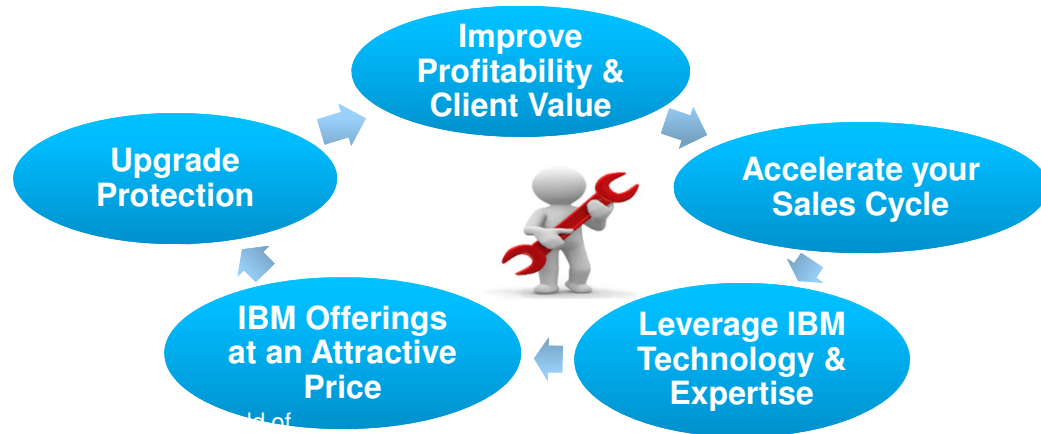 Improve
Profitability &
Client Value
Upgrade
Protection
Accelerate your
Sales Cycle
IBM Offerings
at an Attractive
Price
Leverage IBM
Technology &
Expertise
of